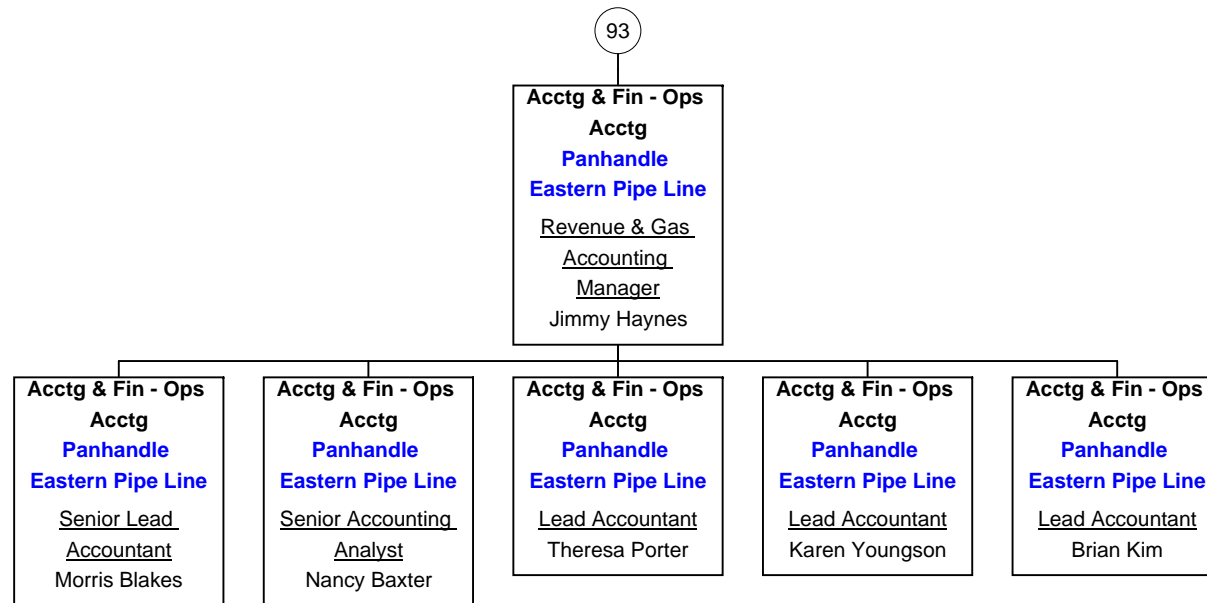 93
Acctg & Fin - Ops
Acctg
Panhandle
Eastern Pipe Line
Revenue & Gas
Accounting
Manager
Jimmy Haynes
Acctg & Fin - Ops
Acctg
Panhandle
Eastern Pipe Line
Senior Lead
Accountant
Morris Blakes
Acctg & Fin - Ops
Acctg
Panhandle
Eastern Pipe Line
Senior Accounting
Analyst
Nancy Baxter
Acctg & Fin - Ops
Acctg
Panhandle
Eastern Pipe Line
Lead Accountant
Theresa Porter
Acctg & Fin - Ops
Acctg
Panhandle
Eastern Pipe Line
Lead Accountant
Karen Youngson
Acctg & Fin - Ops
Acctg
Panhandle
Eastern Pipe Line
Lead Accountant
Brian Kim